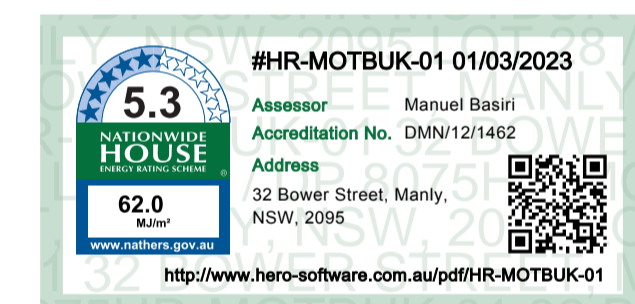 #HR-MOTBUK-01 01/03/2023
5.3
NATIONWIDE
HOUSE
ENERGY RATING SCHEME ®
62.0
MJ/m²
www.nathers.gov.au
Assessor Manuel Basiri
Accreditation No. DMN/12/1462
Address
32 Bower Street, Manly,
NSW, 2095
http://www.hero-software.com.au/pdf/HR-MOTBUK-01